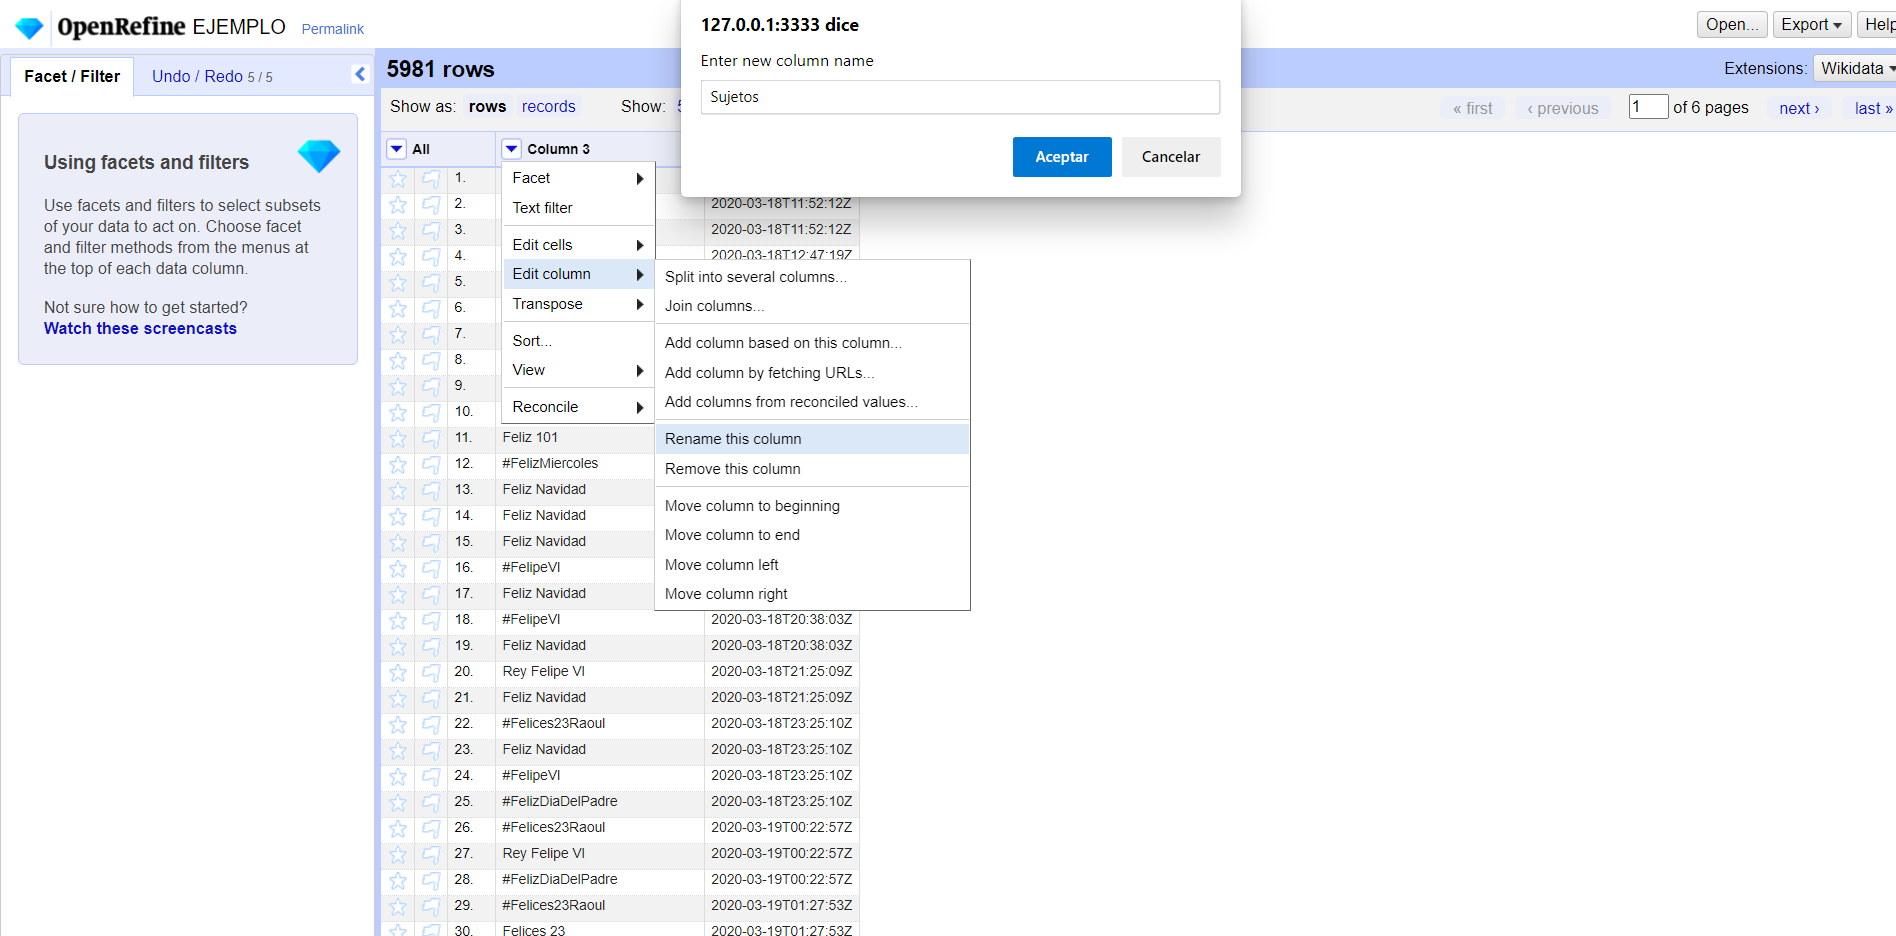 OpenRefine EJEMPLO Permalink
Open... Export Help
127.0.0.1:3333 dice
Enter new column name
Sujetos
Aceptar Cancelar
Facet / Filter Undo / Redo 5 / 5
5981 rows
Extensions: Wikidata
Show as: rows records Show:
« first ‹ previous 1 of 6 pages next › last »
Using facets and filters
Use facets and filters to select subsets
of your data to act on. Choose facet
and filter methods from the menus at
the top of each data column.
Not sure how to get started?
Watch these screencasts
All Column 3
Facet
Text filter
Edit cells
Edit column
Transpose
Sort...
View
Reconcile
Split into several columns...
Join columns...
Add column based on this column...
Add column by fetching URLs...
Add columns from reconciled values...
Rename this column
Remove this column
Move column to beginning
Move column to end
Move column left
Move column right
1.
2. 2020-03-18T11:52:12Z
3. 2020-03-18T11:52:12Z
4. 2020-03-18T12:47:19Z
5.
6.
7.
8.
9.
10.
11. Feliz 101
12. #FelizMiercoles
13. Feliz Navidad
14. Feliz Navidad
15. Feliz Navidad
16. #FelipeVI
17. Feliz Navidad
18. #FelipeVI 2020-03-18T20:38:03Z
19. Feliz Navidad 2020-03-18T20:38:03Z
20. Rey Felipe VI 2020-03-18T21:25:09Z
21. Feliz Navidad 2020-03-18T21:25:09Z
22. #Felices23Raoul 2020-03-18T23:25:10Z
23. Feliz Navidad 2020-03-18T23:25:10Z
24. #FelipeVI 2020-03-18T23:25:10Z
25. #FelizDiaDelPadre 2020-03-18T23:25:10Z
26. #Felices23Raoul 2020-03-19T00:22:57Z
27. Rey Felipe VI 2020-03-19T00:22:57Z
28. #FelizDiaDelPadre 2020-03-19T00:22:57Z
29. #Felices23Raoul 2020-03-19T01:27:53Z
30. Felices 23 2020-03-19T01:27:53Z